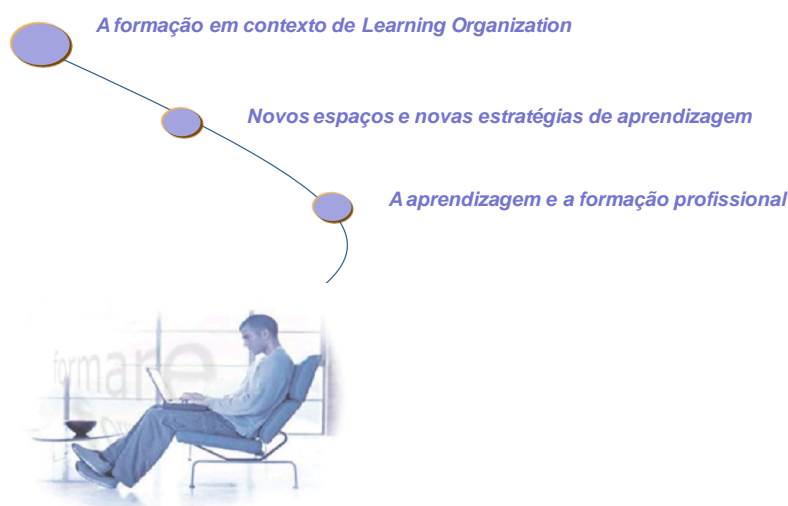 A formação em contexto de Learning Organization
Novos espaços e novas estratégias de aprendizagem
A aprendizagem e a formação profissional
formare